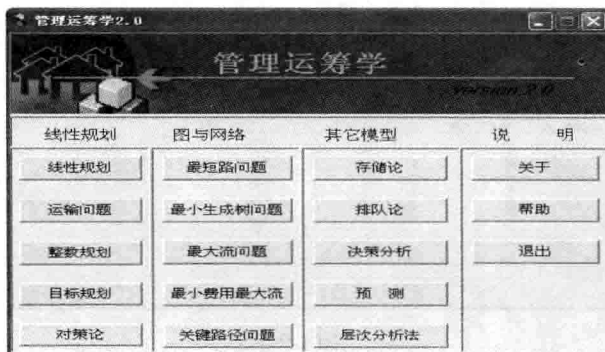 管理运筹学2.0
管理运筹学
version 2.0
线性规划 图与网络 其它模型 说 明
线性规划 最短路问题 存储论 关于
运输问题 最小生成树问题 排队论 帮助
整数规划 最大流问题 决策分析 退出
目标规划 最小费用最大流 预 测
对策论 关键路径问题 层次分析法